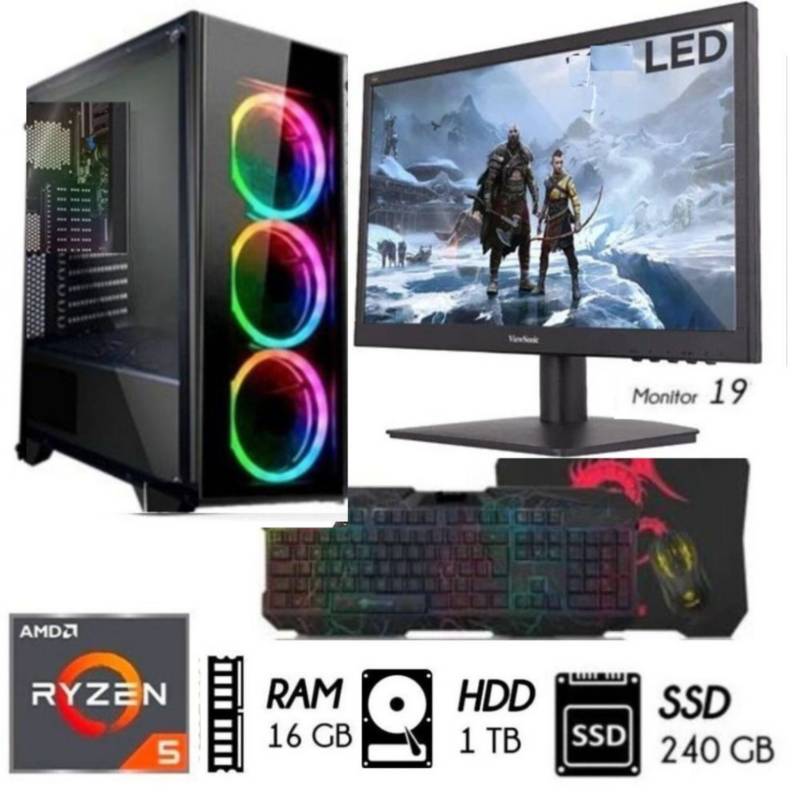 LED
ViewSonic
Monitor 19
AMD
RYZEN
5
RAM
16 GB
HDD
1 TB
SSD
SSD
240 GB